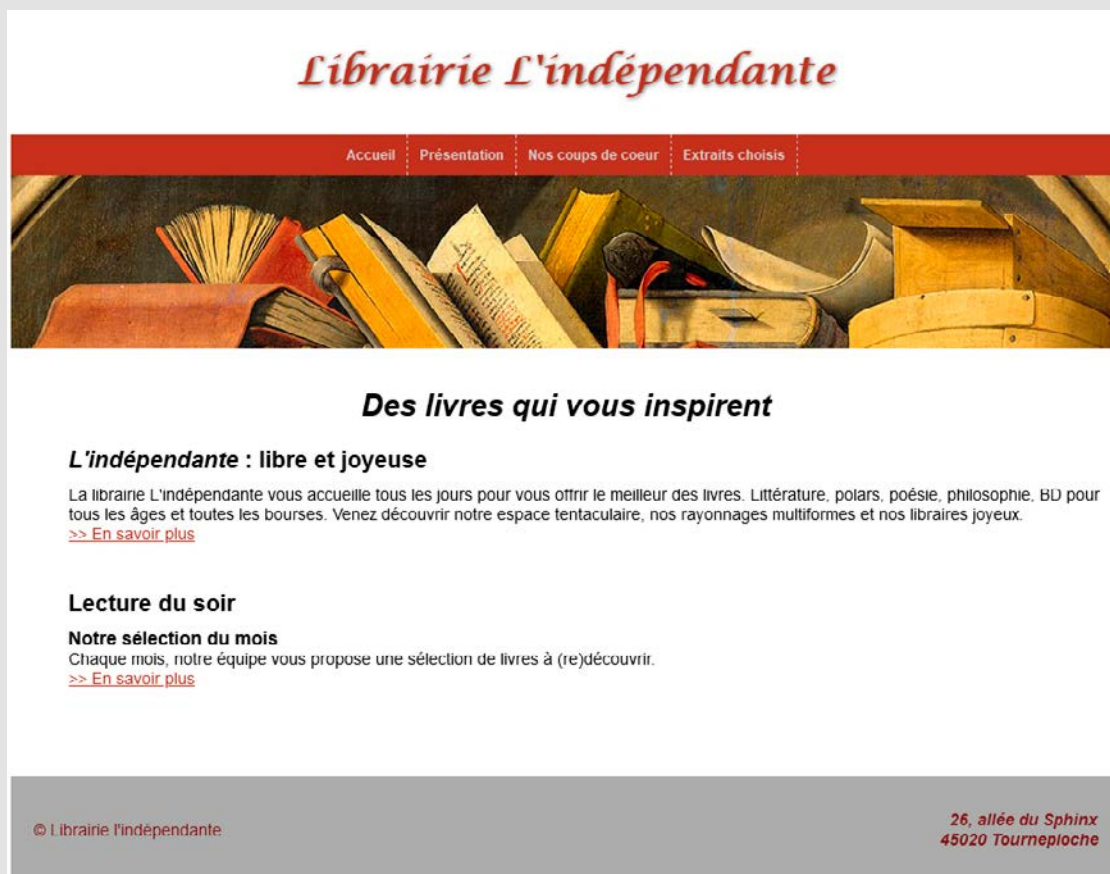 Librairie L'indépendante
Accueil
Présentation
Nos coups de coeur
Extraits choisis
Des livres qui vous inspirent
L'indépendante : libre et joyeuse
La librairie L'indépendante vous accueille tous les jours pour vous offrir le meilleur des livres. Littérature, polars, poésie, philosophie, BD pour
tous les âges et toutes les bourses. Venez découvrir notre espace tentaculaire, nos rayonnages multiformes et nos libraires joyeux.
>> En savoir plus
Lecture du soir
Notre sélection du mois
Chaque mois, notre équipe vous propose une sélection de livres à (re)découvrir.
>> En savoir plus
© Librairie l'indépendante
26, allée du Sphinx
45020 Tourneploche